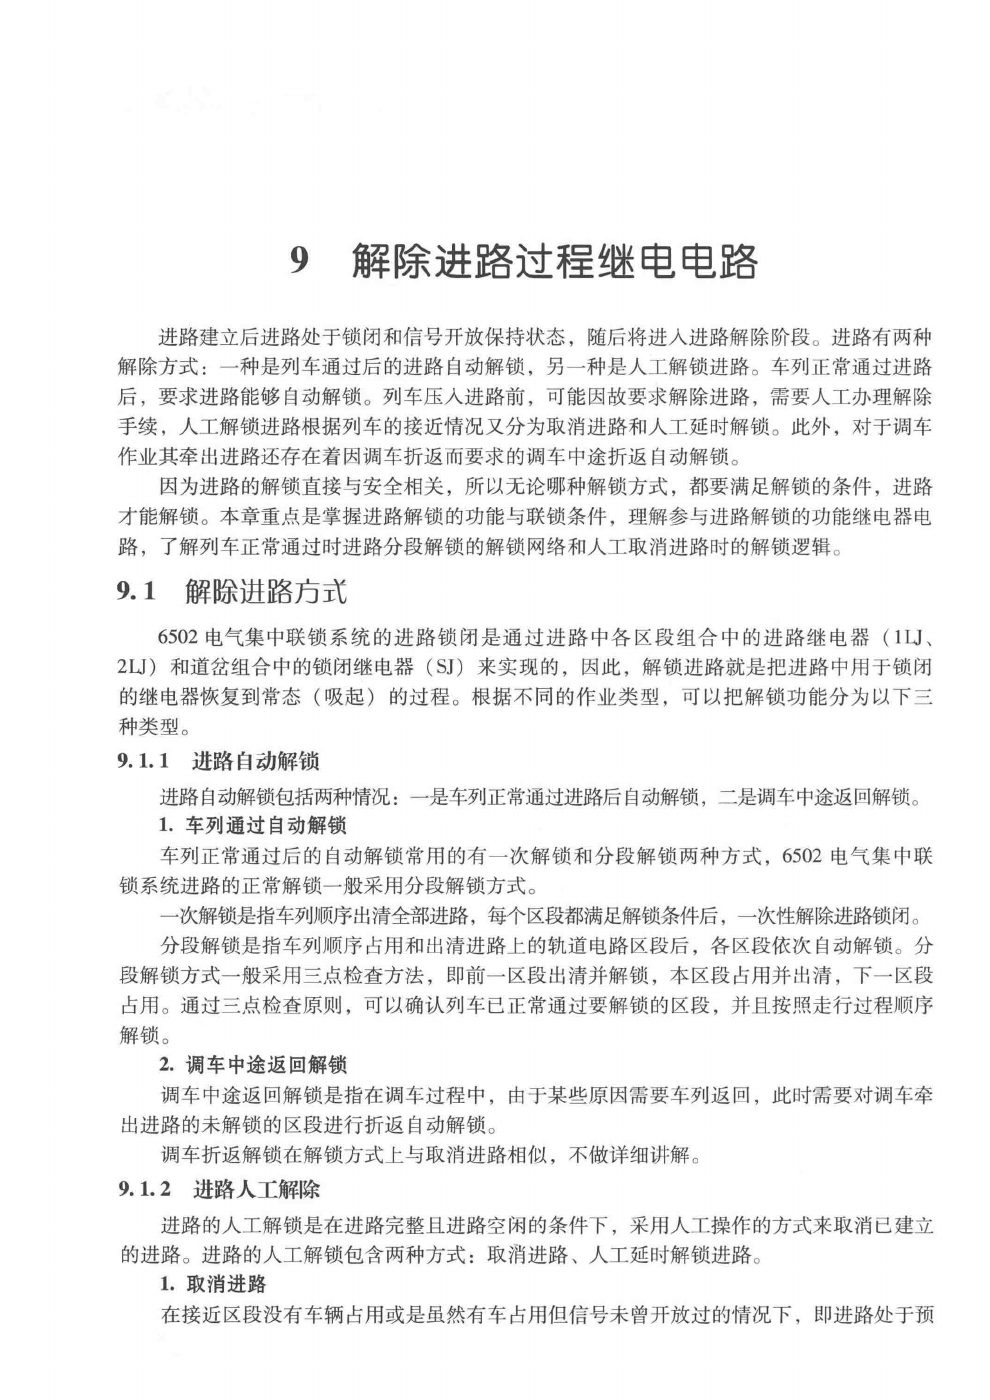 9 解除进路过程继电电路
进路建立后进路处于锁闭和信号开放保持状态，随后将进入进路解除阶段。进路有两种
解除方式：一种是列车通过后的进路自动解锁，另一种是人工解锁进路。车列正常通过进路
后，要求进路能够自动解锁。列车压入进路前，可能因故要求解除进路，需要人工办理解除
手续，人工解锁进路根据列车的接近情况又分为取消进路和人工延时解锁。此外，对于调车
作业其牵出进路还存在着因调车折返而要求的调车中途折返自动解锁。
因为进路的解锁直接与安全相关，所以无论哪种解锁方式，都要满足解锁的条件，进路
才能解锁。本章重点是掌握进路解锁的功能与联锁条件，理解参与进路解锁的功能继电器电
路，了解列车正常通过时进路分段解锁的解锁网络和人工取消进路时的解锁逻辑。
9.1 解除进路方式
6502 电气集中联锁系统的进路锁闭是通过进路中各区段组合中的进路继电器（1LJ、
2LJ）和道岔组合中的锁闭继电器（SJ）来实现的，因此，解锁进路就是把进路中用于锁闭
的继电器恢复到常态（吸起）的过程。根据不同的作业类型，可以把解锁功能分为以下三
种类型。
9.1.1 进路自动解锁
进路自动解锁包括两种情况：一是车列正常通过进路后自动解锁，二是调车中途返回解锁。
1. 车列通过自动解锁
车列正常通过后的自动解锁常用的有一次解锁和分段解锁两种方式，6502 电气集中联
锁系统进路的正常解锁一般采用分段解锁方式。
一次解锁是指车列顺序出清全部进路，每个区段都满足解锁条件后，一次性解除进路锁闭。
分段解锁是指车列顺序占用和出清进路上的轨道电路区段后，各区段依次自动解锁。分
段解锁方式一般采用三点检查方法，即前一区段出清并解锁，本区段占用并出清，下一区段
占用。通过三点检查原则，可以确认列车已正常通过要解锁的区段，并且按照走行过程顺序
解锁。
2. 调车中途返回解锁
调车中途返回解锁是指在调车过程中，由于某些原因需要车列返回，此时需要对调车牵
出进路的未解锁的区段进行折返自动解锁。
调车折返解锁在解锁方式上与取消进路相似，不做详细讲解。
9.1.2 进路人工解除
进路的人工解锁是在进路完整且进路空闲的条件下，采用人工操作的方式来取消已建立
的进路。进路的人工解锁包含两种方式：取消进路、人工延时解锁进路。
1. 取消进路
在接近区段没有车辆占用或是虽然有车占用但信号未曾开放过的情况下，即进路处于预